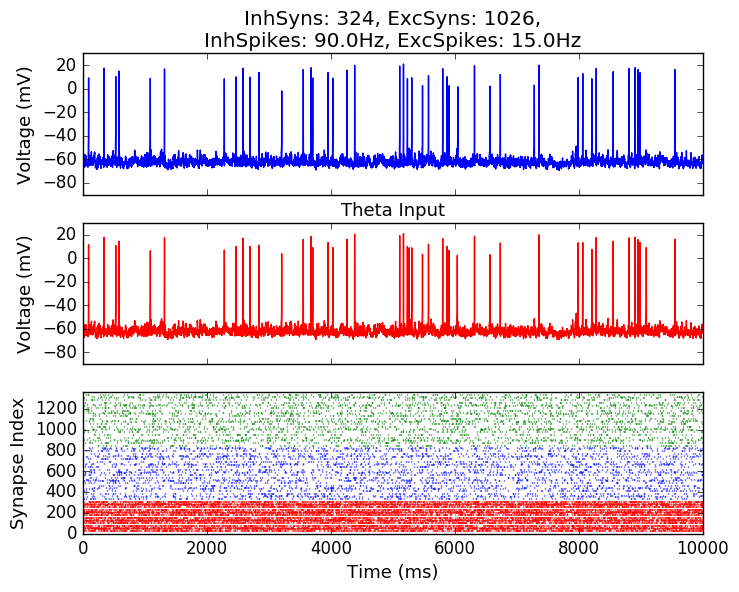 InhSyns: 324, ExcSyns: 1026,
InhSpikes: 90.0Hz, ExcSpikes: 15.0Hz
20
0
−20
−40
−60
−80
Voltage (mV)
Theta Input
20
0
−20
−40
−60
−80
Voltage (mV)
1200
1000
800
600
400
200
0
Synapse Index
0 2000 4000 6000 8000 10000
Time (ms)